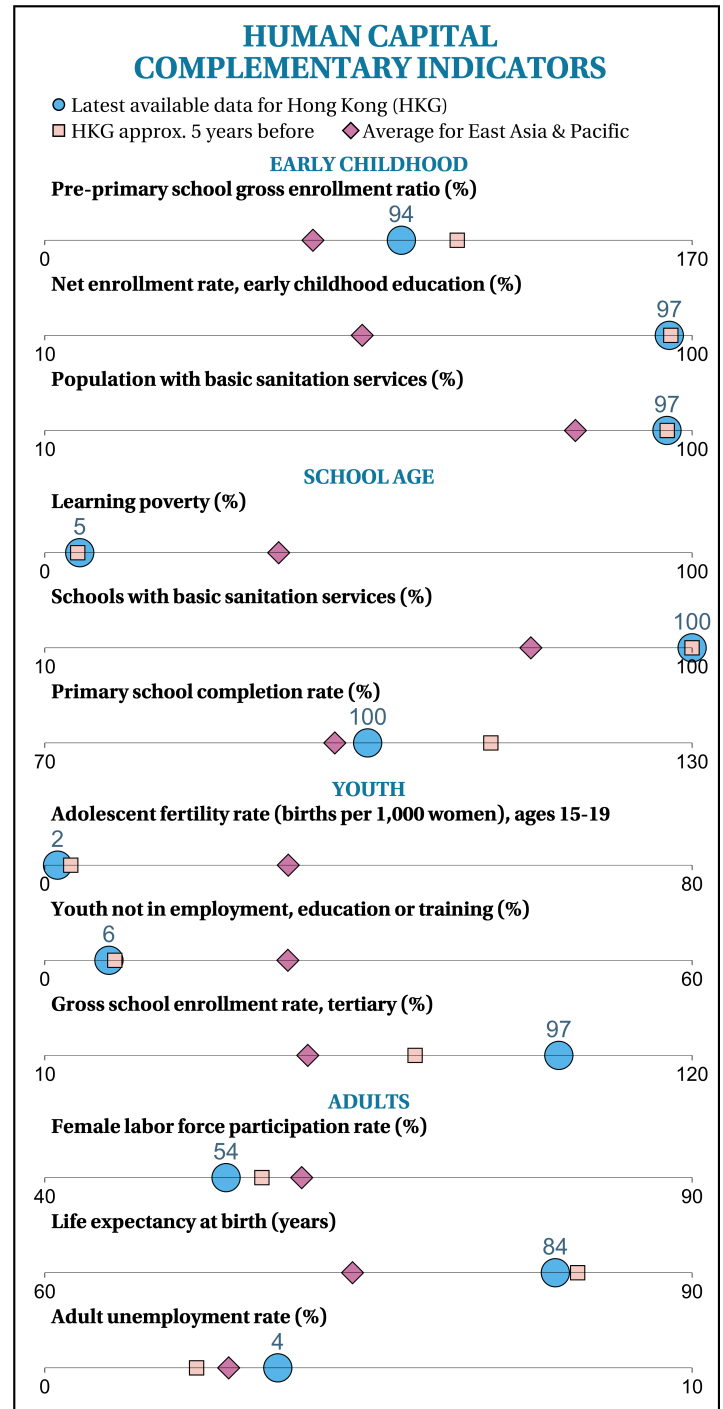 HUMAN CAPITAL
COMPLEMENTARY INDICATORS
Latest available data for Hong Kong (HKG)
HKG approx. 5 years before Average for East Asia & Pacific
EARLY CHILDHOOD
Pre-primary school gross enrollment ratio (%)
94
0 170
Net enrollment rate, early childhood education (%)
97
10 100
Population with basic sanitation services (%)
97
10 100
SCHOOL AGE
Learning poverty (%)
5
0 100
Schools with basic sanitation services (%)
100
10 100
Primary school completion rate (%)
100
70 130
YOUTH
Adolescent fertility rate (births per 1,000 women), ages 15-19
2
0 80
Youth not in employment, education or training (%)
6
0 60
Gross school enrollment rate, tertiary (%)
97
10 120
ADULTS
Female labor force participation rate (%)
54
40 90
Life expectancy at birth (years)
84
60 90
Adult unemployment rate (%)
4
0 10